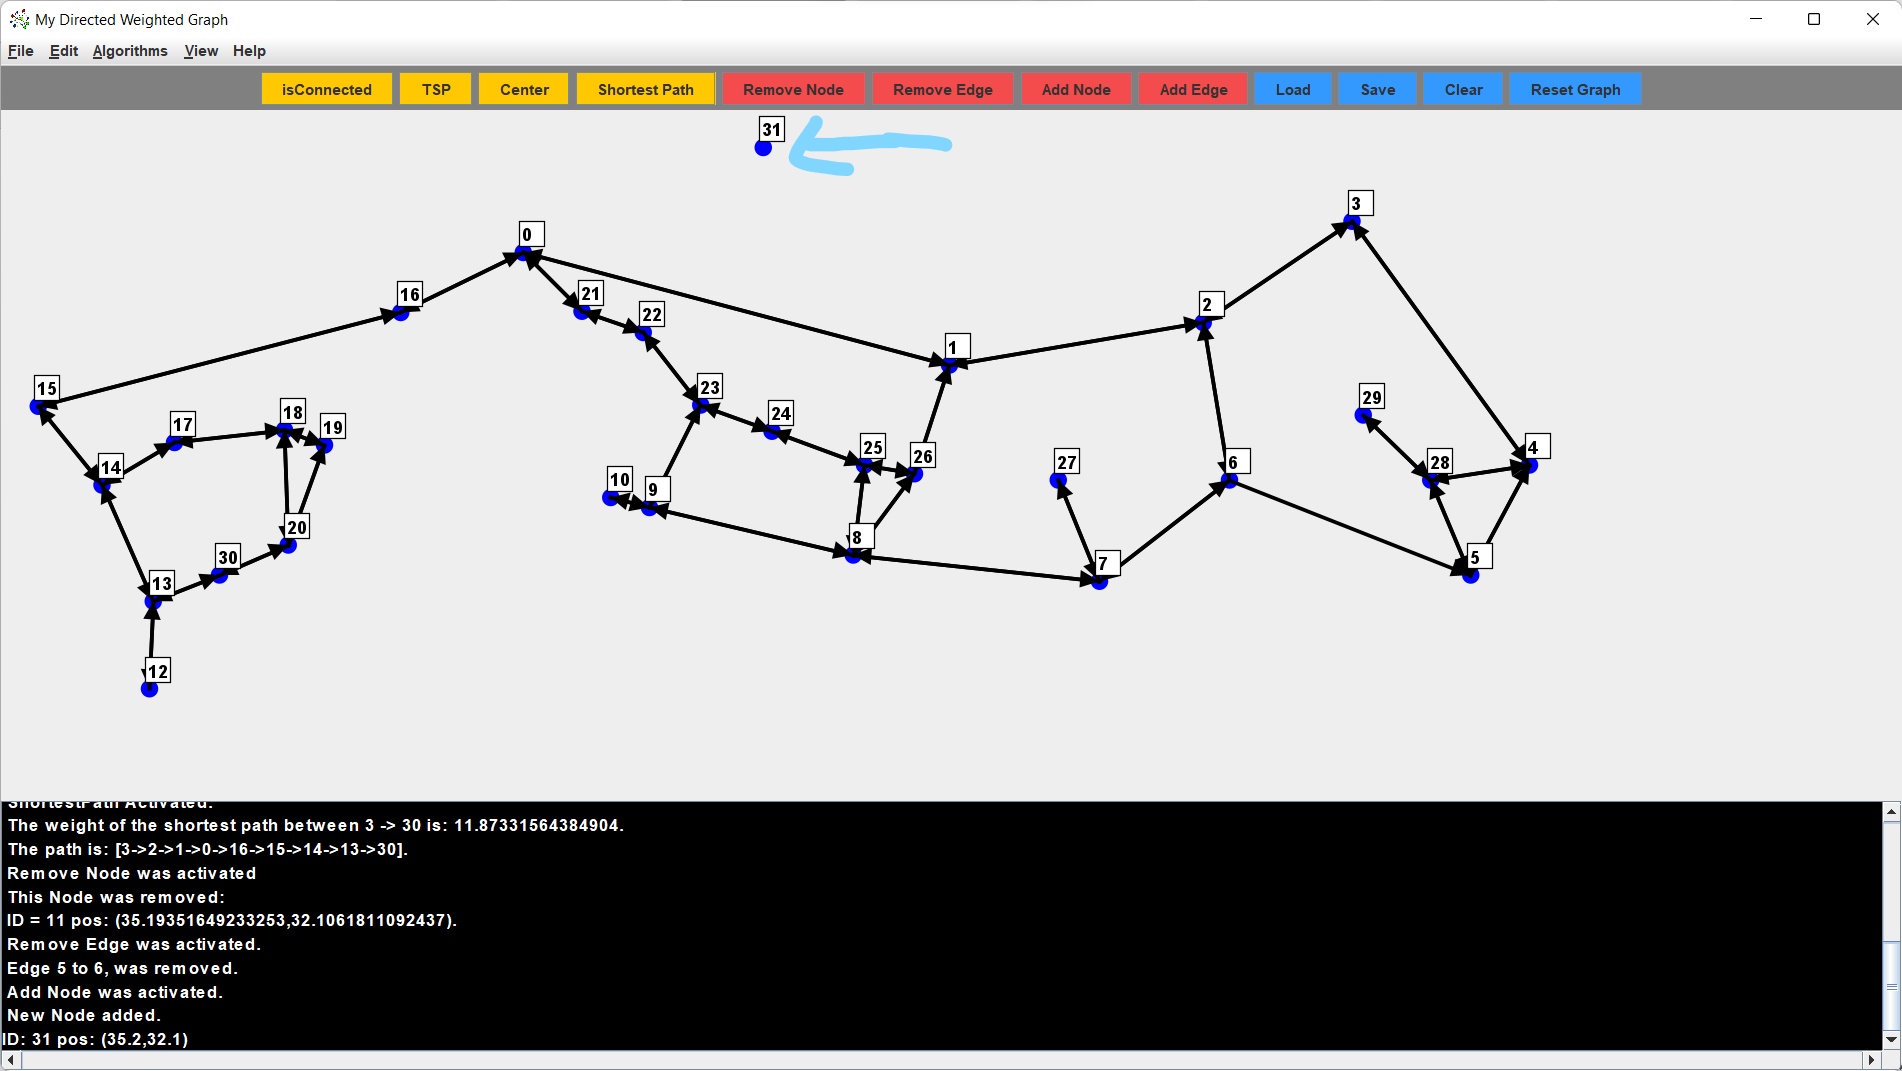 My Directed Weighted Graph
File Edit Algorithms View Help
isConnected TSP Center Shortest Path Remove Node Remove Edge Add Node Add Edge Load Save Clear Reset Graph
31
3
0
16
21
2
22
1
15
23
29
18
24
17
19
4
25
26
27
6
28
14
10
9
20
8
30
5
7
13
12
ShortestPath Activated.
The weight of the shortest path between 3 -> 30 is: 11.87331564384904.
The path is: [3->2->1->0->16->15->14->13->30].
Remove Node was activated
This Node was removed:
ID = 11 pos: (35.19351649233253,32.1061811092437).
Remove Edge was activated.
Edge 5 to 6, was removed.
Add Node was activated.
New Node added.
ID: 31 pos: (35.2,32.1)